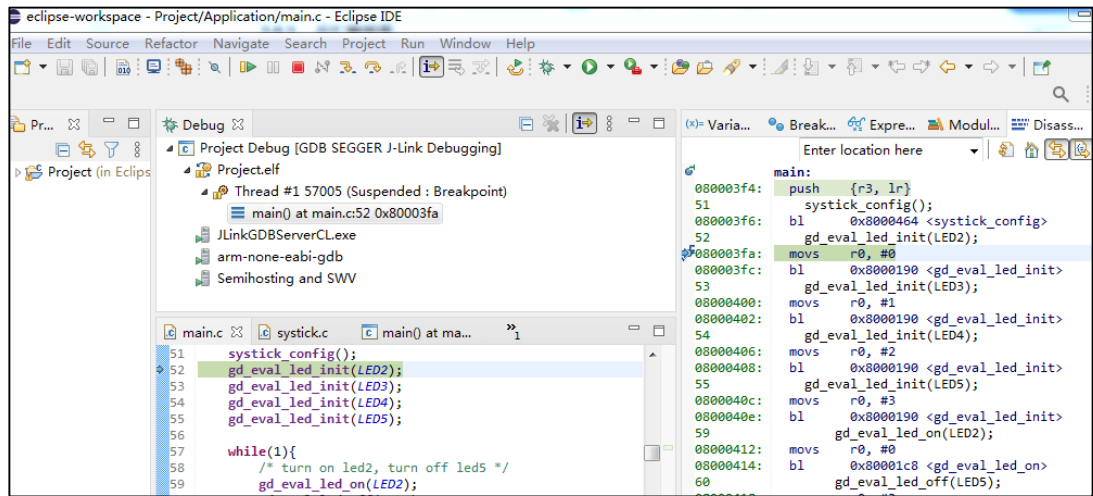 eclipse-workspace - Project/Application/main.c - Eclipse IDE
File Edit Source Refactor Navigate Search Project Run Window Help
Pr...
Project (in Eclips
Debug
Project Debug [GDB SEGGER J-Link Debugging]
Project.elf
Thread #1 57005 (Suspended : Breakpoint)
main() at main.c:52 0x80003fa
JLinkGDBServerCL.exe
arm-none-eabi-gdb
Semihosting and SWV
main.c systick.c main() at ma... »1
51 systick_config();
52 gd_eval_led_init(LED2);
53 gd_eval_led_init(LED3);
54 gd_eval_led_init(LED4);
55 gd_eval_led_init(LED5);
56
57 while(1){
58 /* turn on led2, turn off led5 */
59 gd_eval_led_on(LED2);
(x)= Varia... Break... Expre... Modul... Disass...
Enter location here
main:
080003f4: push {r3, lr}
51 systick_config();
080003f6: bl 0x8000464 <systick_config>
52 gd_eval_led_init(LED2);
080003fa: movs r0, #0
080003fc: bl 0x8000190 <gd_eval_led_init>
53 gd_eval_led_init(LED3);
08000400: movs r0, #1
08000402: bl 0x8000190 <gd_eval_led_init>
54 gd_eval_led_init(LED4);
08000406: movs r0, #2
08000408: bl 0x8000190 <gd_eval_led_init>
55 gd_eval_led_init(LED5);
0800040c: movs r0, #3
0800040e: bl 0x8000190 <gd_eval_led_init>
59 gd_eval_led_on(LED2);
08000412: movs r0, #0
08000414: bl 0x80001c8 <gd_eval_led_on>
60 gd_eval_led_off(LED5);